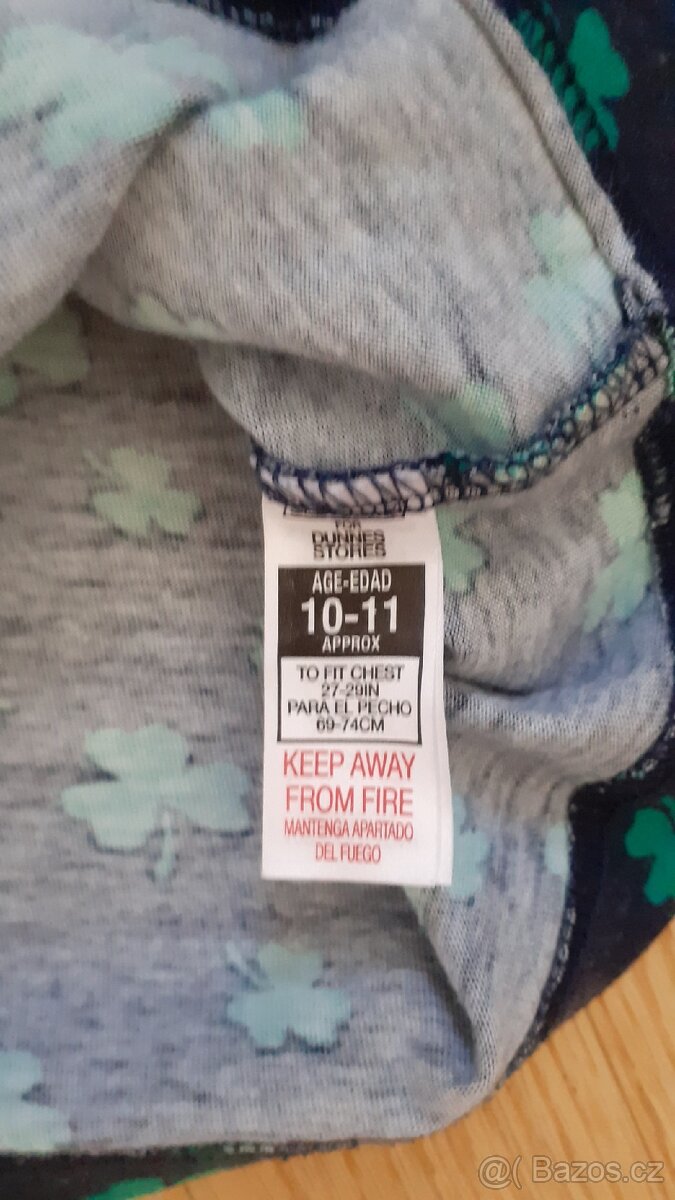 FOR
DUNNES
STORES
AGE-EDAD
10-11
APPROX
TO FIT CHEST
27-29IN
PARA EL PECHO
69-74CM
KEEP AWAY
FROM FIRE
MANTENGA APARTADO
DEL FUEGO
@( Bazos.cz